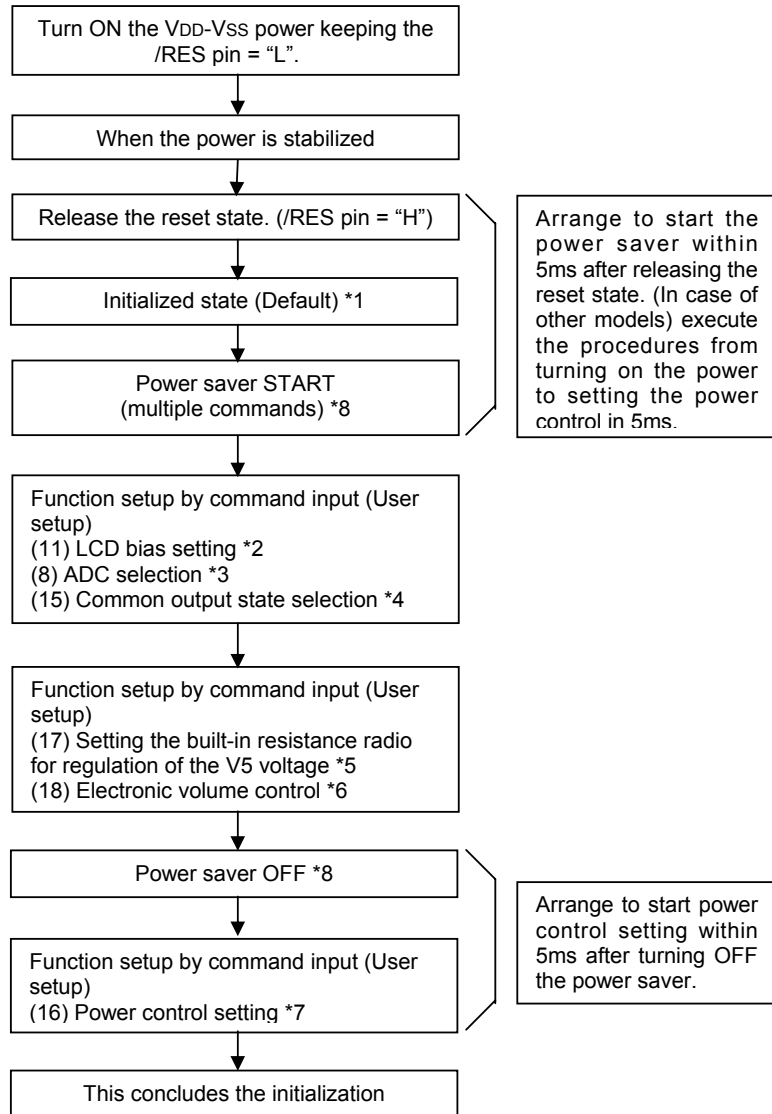 Turn ON the VDD-VSS power keeping the
/RES pin = “L”.
When the power is stabilized
Release the reset state. (/RES pin = “H”)
Initialized state (Default) *1
Power saver START
(multiple commands) *8
Arrange to start the
power saver within
5ms after releasing the
reset state. (In case of
other models) execute
the procedures from
turning on the power
to setting the power
control in 5ms.
Function setup by command input (User
setup)
(11) LCD bias setting *2
(8) ADC selection *3
(15) Common output state selection *4
Function setup by command input (User
setup)
(17) Setting the built-in resistance radio
for regulation of the V5 voltage *5
(18) Electronic volume control *6
Power saver OFF *8
Function setup by command input (User
setup)
(16) Power control setting *7
Arrange to start power
control setting within
5ms after turning OFF
the power saver.
This concludes the initialization